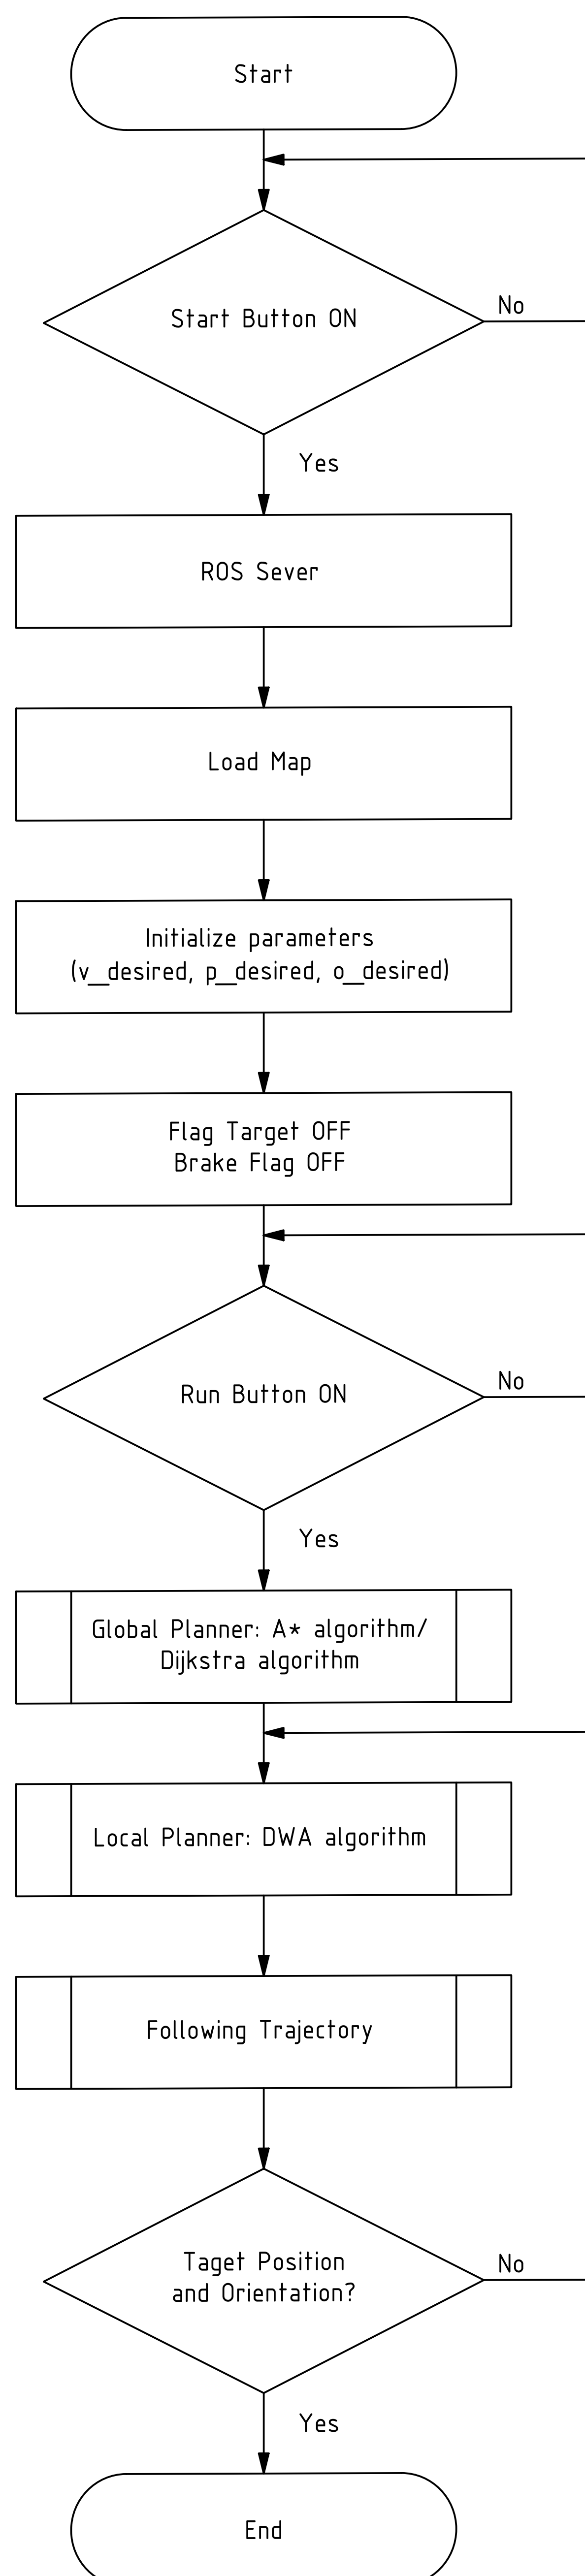 Start
Start Button ON
No
Yes
ROS Sever
Load Map
Initialize parameters
(v_desired, p_desired, o_desired)
Flag Target OFF
Brake Flag OFF
Run Button ON
No
Yes
Global Planner: A* algorithm/
Dijkstra algorithm
Local Planner: DWA algorithm
Following Trajectory
Taget Position
and Orientation?
No
Yes
End